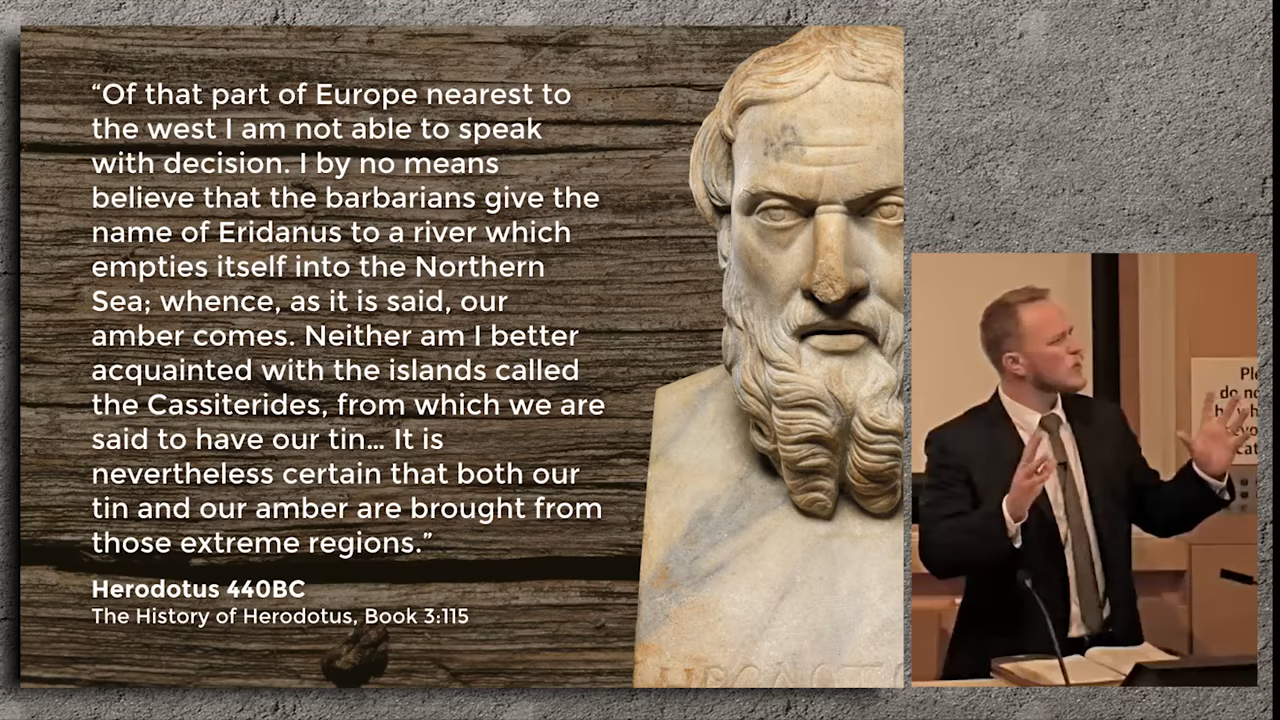 “Of that part of Europe nearest to
the west I am not able to speak
with decision. I by no means
believe that the barbarians give the
name of Eridanus to a river which
empties itself into the Northern
Sea; whence, as it is said, our
amber comes. Neither am I better
acquainted with the islands called
the Cassiterides, from which we are
said to have our tin… It is
nevertheless certain that both our
tin and our amber are brought from
those extreme regions.”
Herodotus 440BC
The History of Herodotus, Book 3:115
do